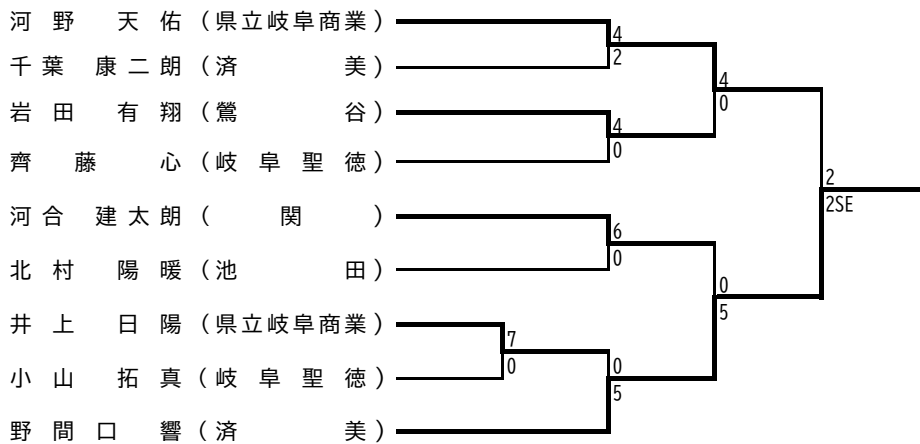 河野 天佑(県立岐阜商業)
4
千葉 康二朗(済美)
2
4
0
岩田 有翔(鶯谷)
4
齊藤 心(岐阜聖徳)
0
2
2SE
河合 建太朗(関)
6
北村 陽暖(池田)
0
0
5
井上 日陽(県立岐阜商業)
7
小山 拓真(岐阜聖徳)
0
0
5
野間口 響(済美)